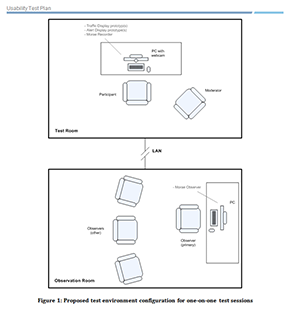 Usability Test Plan
- Traffic Display prototype(s)
- Alert Display prototype(s)
- Morae Recorder
PC with
webcam
Participant
Moderator
Test Room
LAN
- Morae Observer
PC
Observers
(other)
Observer
(primary)
Observation Room
Figure 1: Proposed test environment configuration for one-on-one test sessions